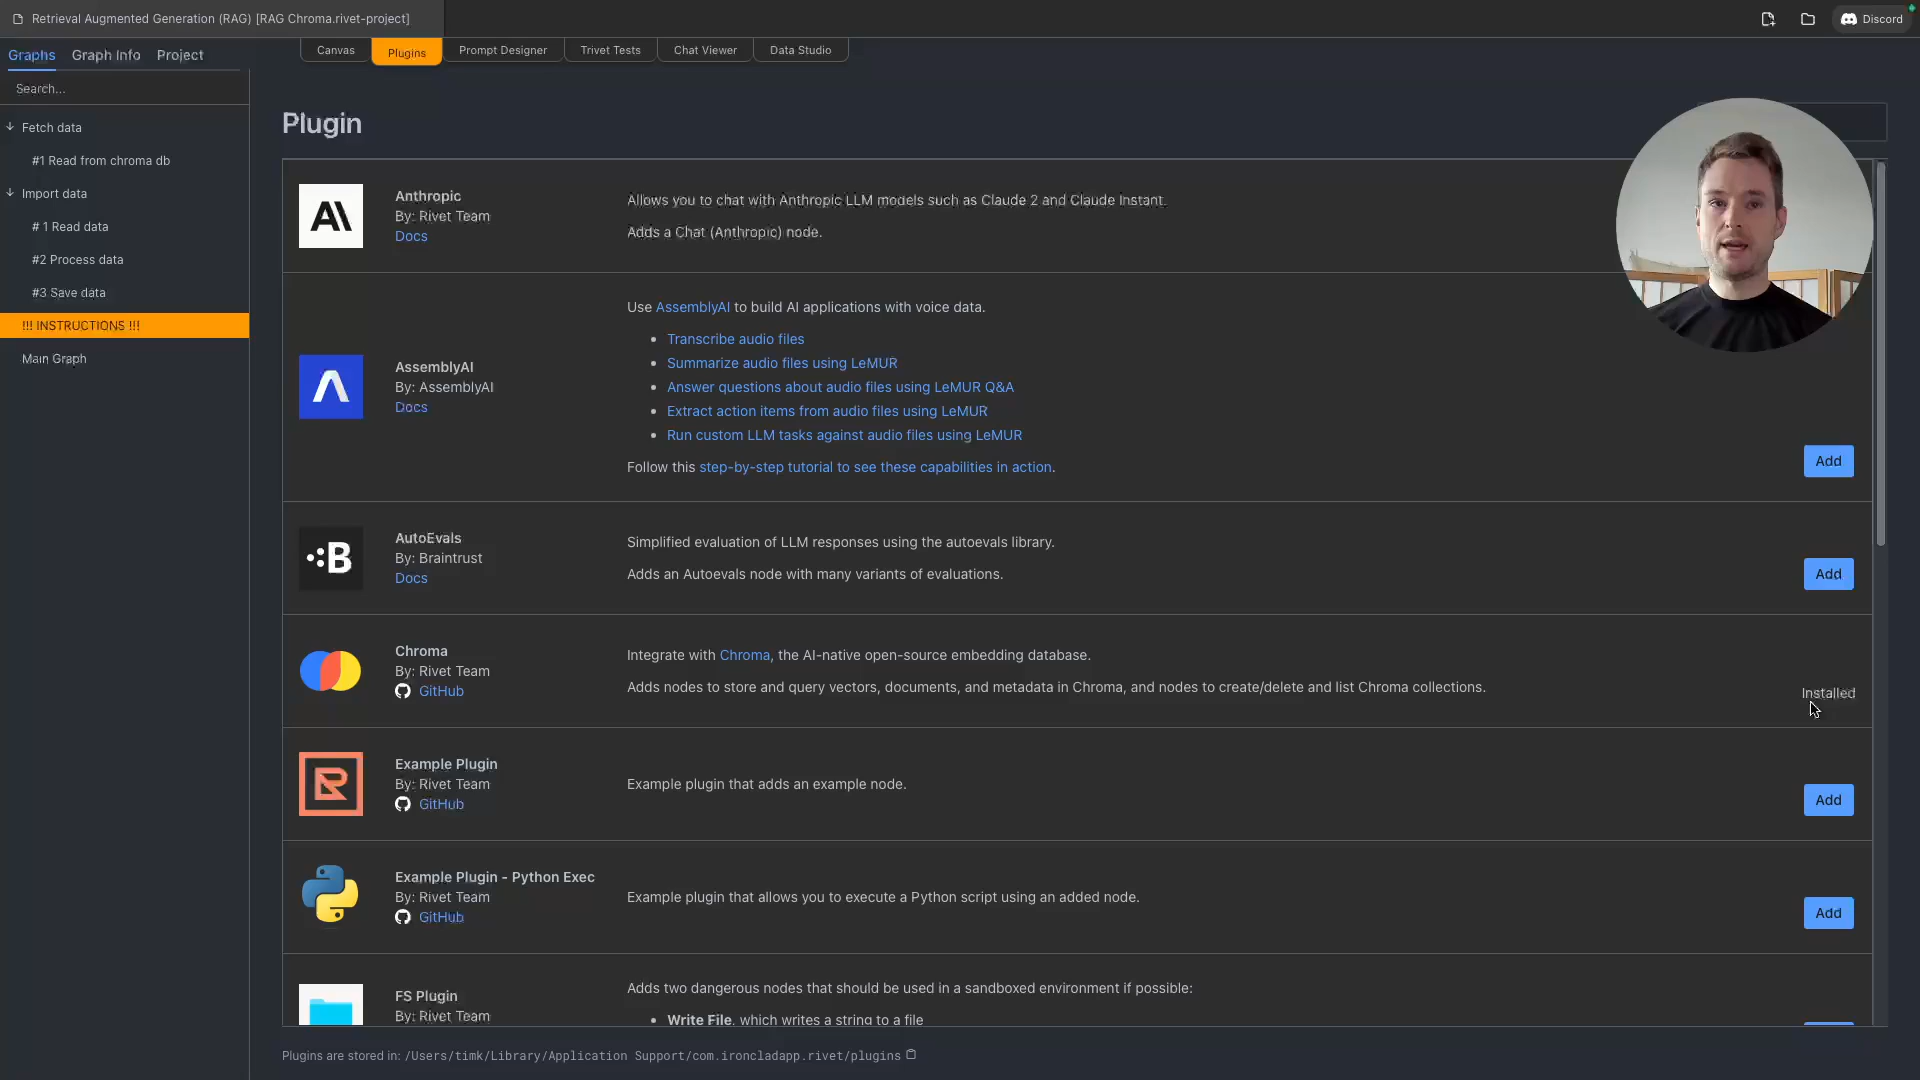 Retrieval Augmented Generation (RAG) [RAG Chroma.rivet-project]
Discord
Graphs Graph Info Project
Canvas Plugins Prompt Designer Trivet Tests Chat Viewer Data Studio
Search...
Fetch data
#1 Read from chroma db
Import data
# 1 Read data
#2 Process data
#3 Save data
!!! INSTRUCTIONS !!!
Main Graph
Plugin
Anthropic
By: Rivet Team
Docs
Allows you to chat with Anthropic LLM models such as Claude 2 and Claude Instant.
Adds a Chat (Anthropic) node.
AssemblyAI
By: AssemblyAI
Docs
Use AssemblyAI to build AI applications with voice data.
Transcribe audio files
Summarize audio files using LeMUR
Answer questions about audio files using LeMUR Q&A
Extract action items from audio files using LeMUR
Run custom LLM tasks against audio files using LeMUR
Follow this step-by-step tutorial to see these capabilities in action.
Add
AutoEvals
By: Braintrust
Docs
Simplified evaluation of LLM responses using the autoevals library.
Adds an Autoevals node with many variants of evaluations.
Add
Chroma
By: Rivet Team
GitHub
Integrate with Chroma, the AI-native open-source embedding database.
Adds nodes to store and query vectors, documents, and metadata in Chroma, and nodes to create/delete and list Chroma collections.
Installed
Example Plugin
By: Rivet Team
GitHub
Example plugin that adds an example node.
Add
Example Plugin - Python Exec
By: Rivet Team
GitHub
Example plugin that allows you to execute a Python script using an added node.
Add
FS Plugin
By: Rivet Team
Adds two dangerous nodes that should be used in a sandboxed environment if possible:
Write File, which writes a string to a file
Plugins are stored in: /Users/timk/Library/Application Support/com.ironcladapp.rivet/plugins